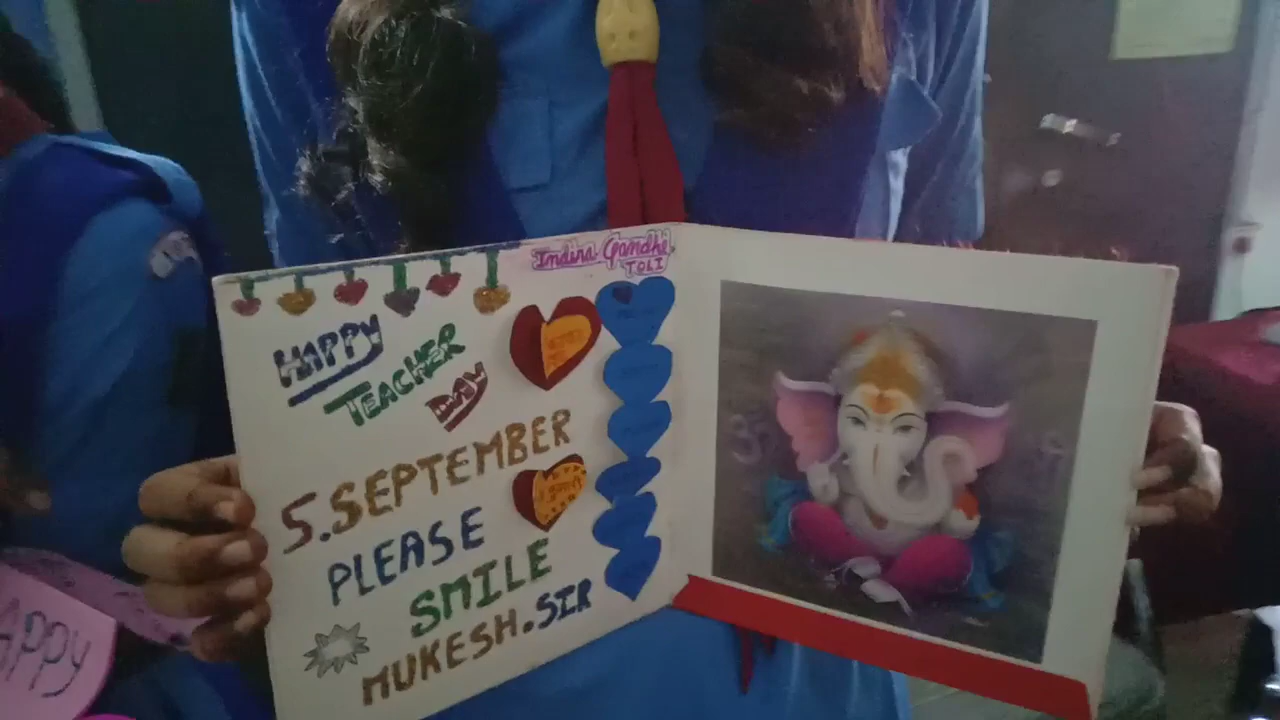 Indira Gandhi
TOLI
HAPPY
TEACHER
DAY
5.SEPTEMBER
PLEASE
SMILE
MUKESH.SIR
APPY